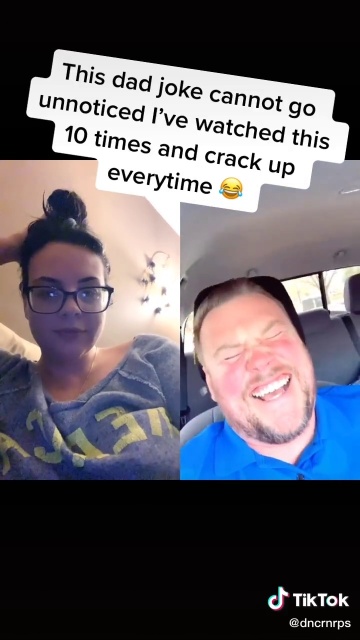 This dad joke cannot go
unnoticed I've watched this
10 times and crack up
everytime 😂
TikTok
@dncrnrps